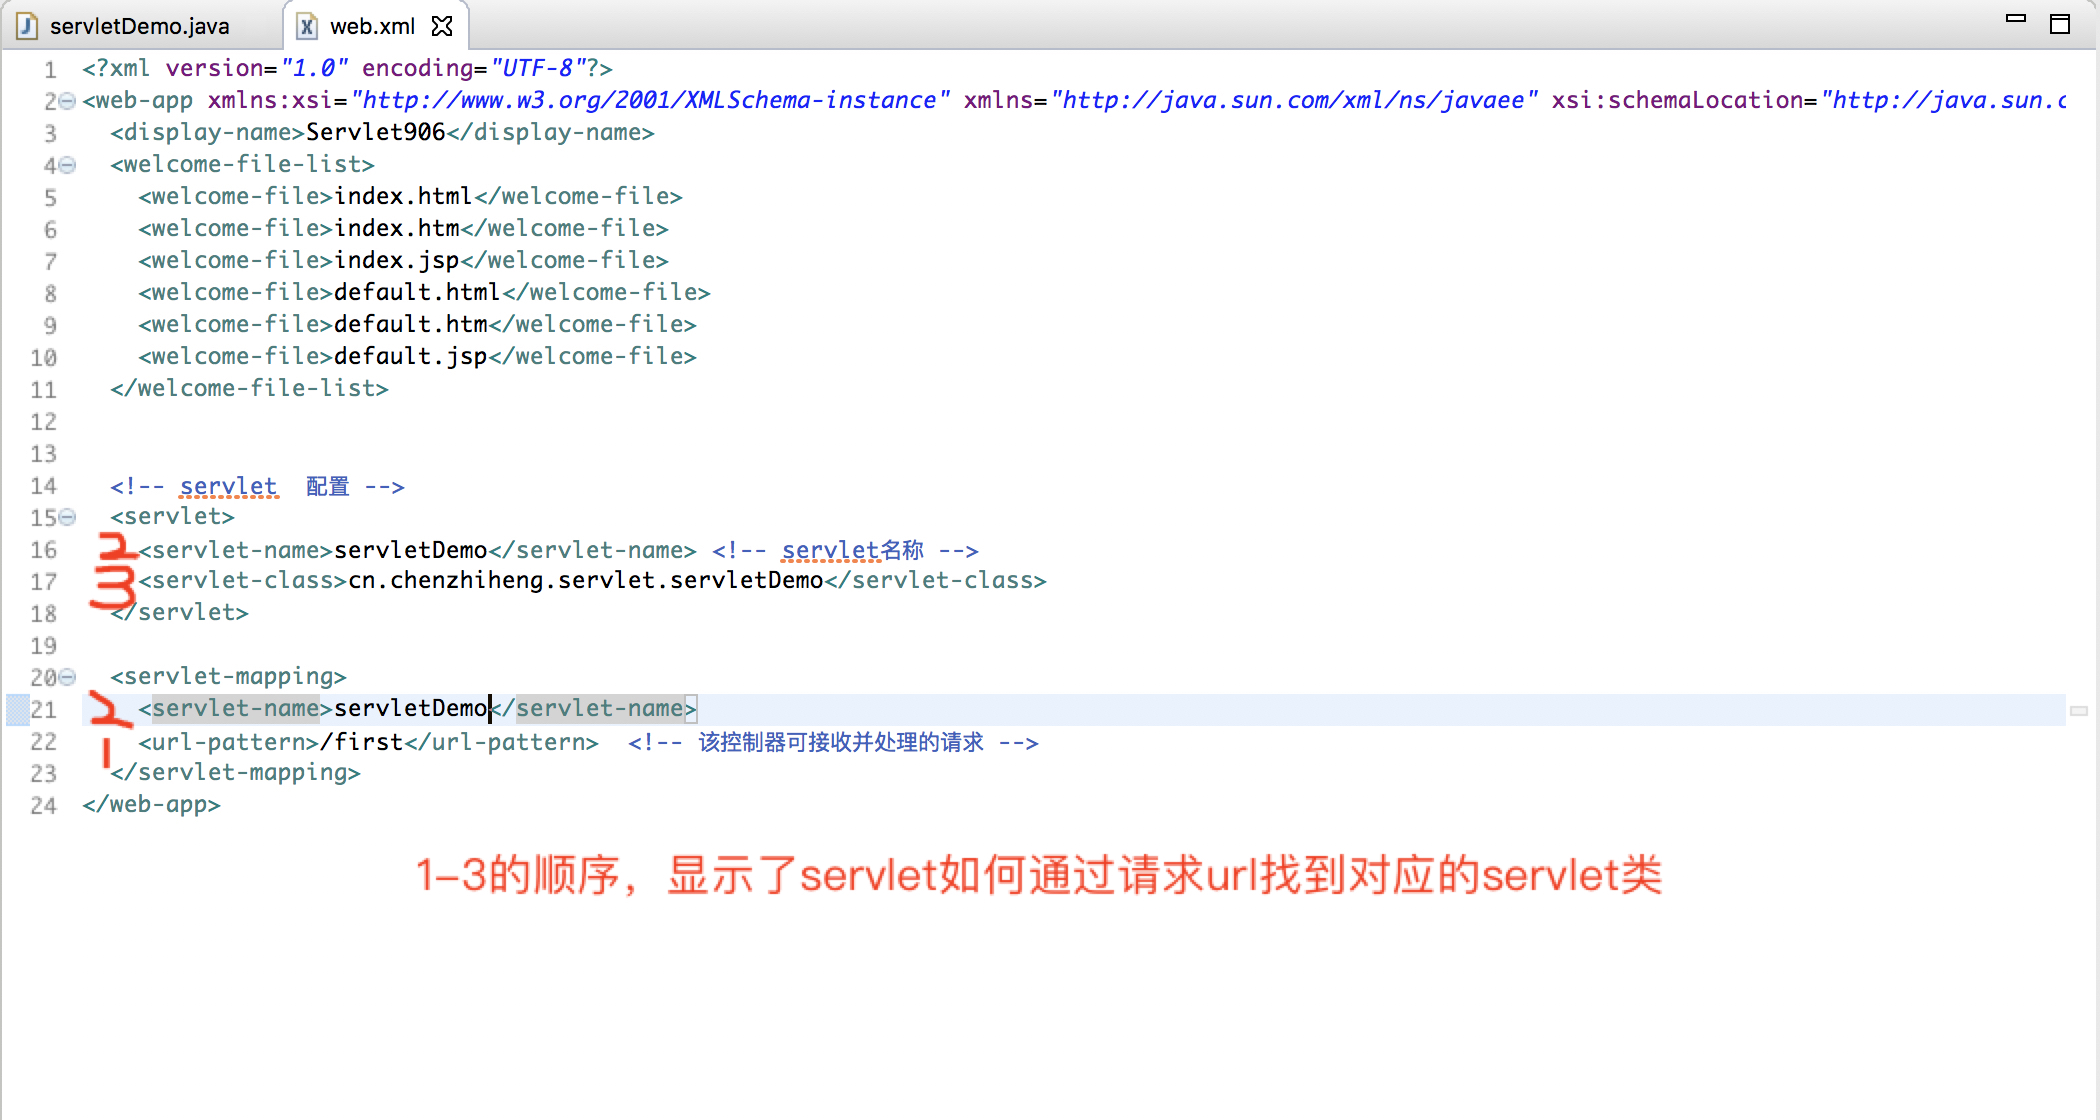 servletDemo.java
web.xml
1 <?xml version="1.0" encoding="UTF-8"?>
2 <web-app xmlns:xsi="http://www.w3.org/2001/XMLSchema-instance" xmlns="http://java.sun.com/xml/ns/javaee" xsi:schemaLocation="http://java.sun.c
3 <display-name>Servlet906</display-name>
4 <welcome-file-list>
5 <welcome-file>index.html</welcome-file>
6 <welcome-file>index.htm</welcome-file>
7 <welcome-file>index.jsp</welcome-file>
8 <welcome-file>default.html</welcome-file>
9 <welcome-file>default.htm</welcome-file>
10 <welcome-file>default.jsp</welcome-file>
11 </welcome-file-list>
12
13
14 <!-- servlet 配置 -->
15 <servlet>
16 2 <servlet-name>servletDemo</servlet-name> <!-- servlet名称 -->
17 3 <servlet-class>cn.chenzhiheng.servlet.servletDemo</servlet-class>
18 </servlet>
19
20 <servlet-mapping>
21 2 <servlet-name>servletDemo</servlet-name>
22 1 <url-pattern>/first</url-pattern> <!-- 该控制器可接收并处理的请求 -->
23 </servlet-mapping>
24 </web-app>
1-3的顺序，显示了servlet如何通过请求url找到对应的servlet类